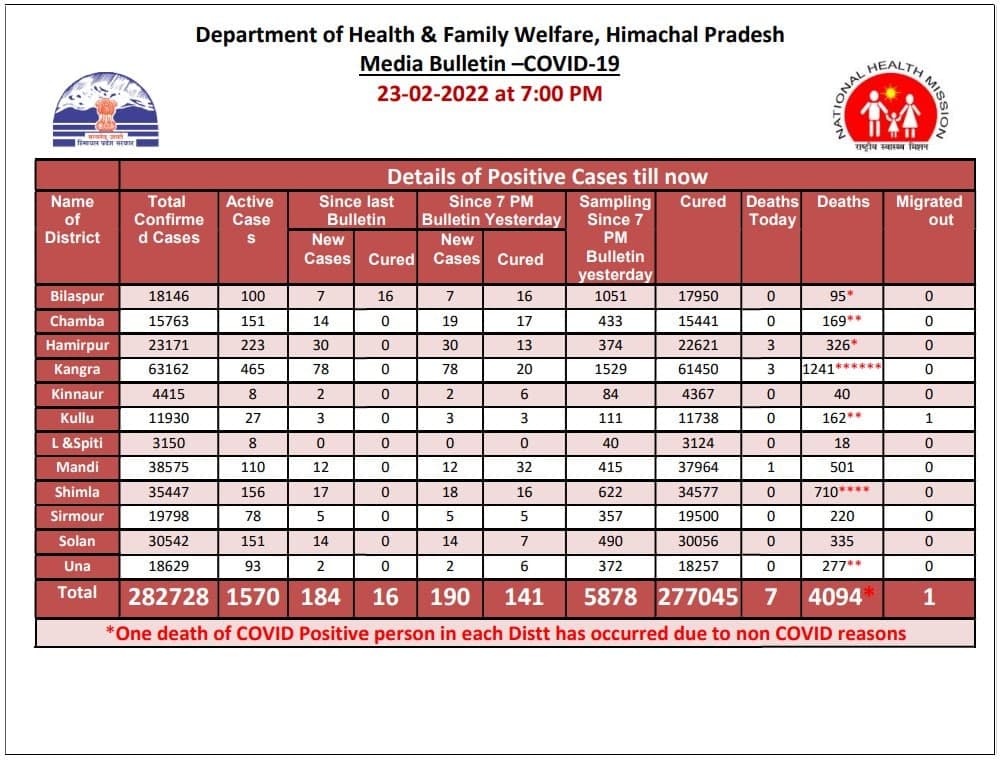 Department of Health & Family Welfare, Himachal Pradesh
Media Bulletin –COVID-19
23-02-2022 at 7:00 PM
सत्यमेव जयते
हिमाचल प्रदेश सरकार
NATIONAL HEALTH MISSION
राष्ट्रीय स्वास्थ्य मिशन
Details of Positive Cases till now
Name of District Total Confirme d Cases Active Case s Since last Bulletin Since 7 PM Bulletin Yesterday Sampling Since 7 PM Bulletin yesterday Cured Deaths Today Deaths Migrated out
New Cases Cured New Cases Cured
Bilaspur 18146 100 7 16 7 16 1051 17950 0 95* 0
Chamba 15763 151 14 0 19 17 433 15441 0 169** 0
Hamirpur 23171 223 30 0 30 13 374 22621 3 326* 0
Kangra 63162 465 78 0 78 20 1529 61450 3 1241****** 0
Kinnaur 4415 8 2 0 2 6 84 4367 0 40 0
Kullu 11930 27 3 0 3 3 111 11738 0 162** 1
L &Spiti 3150 8 0 0 0 0 40 3124 0 18 0
Mandi 38575 110 12 0 12 32 415 37964 1 501 0
Shimla 35447 156 17 0 18 16 622 34577 0 710**** 0
Sirmour 19798 78 5 0 5 5 357 19500 0 220 0
Solan 30542 151 14 0 14 7 490 30056 0 335 0
Una 18629 93 2 0 2 6 372 18257 0 277** 0
Total 282728 1570 184 16 190 141 5878 277045 7 4094* 1
*One death of COVID Positive person in each Distt has occurred due to non COVID reasons